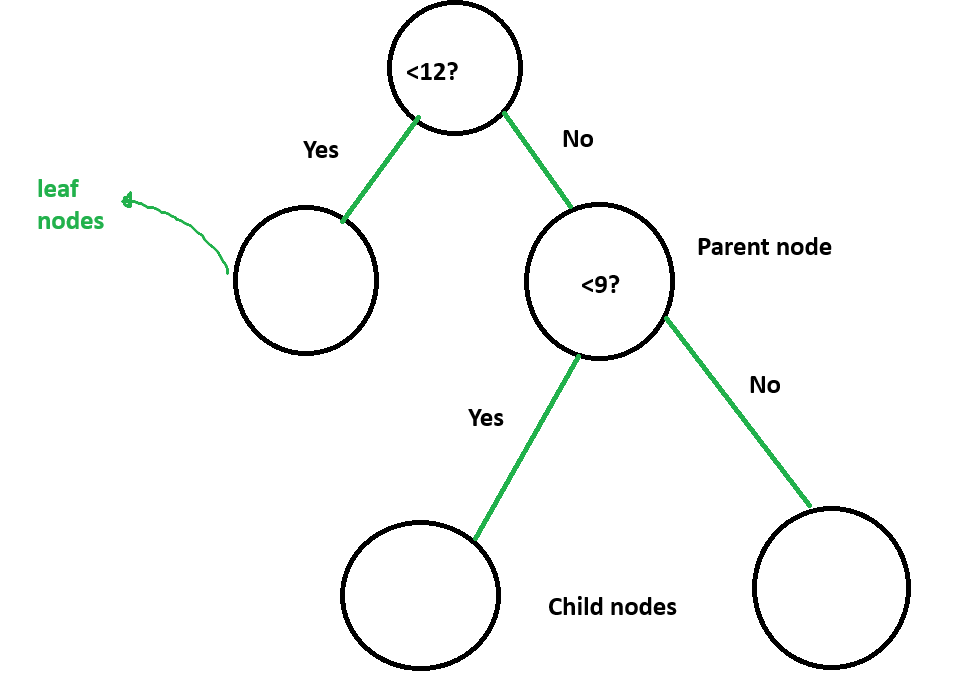 <12?
Yes
No
leaf
nodes
Parent node
<9?
Yes
No
Child nodes